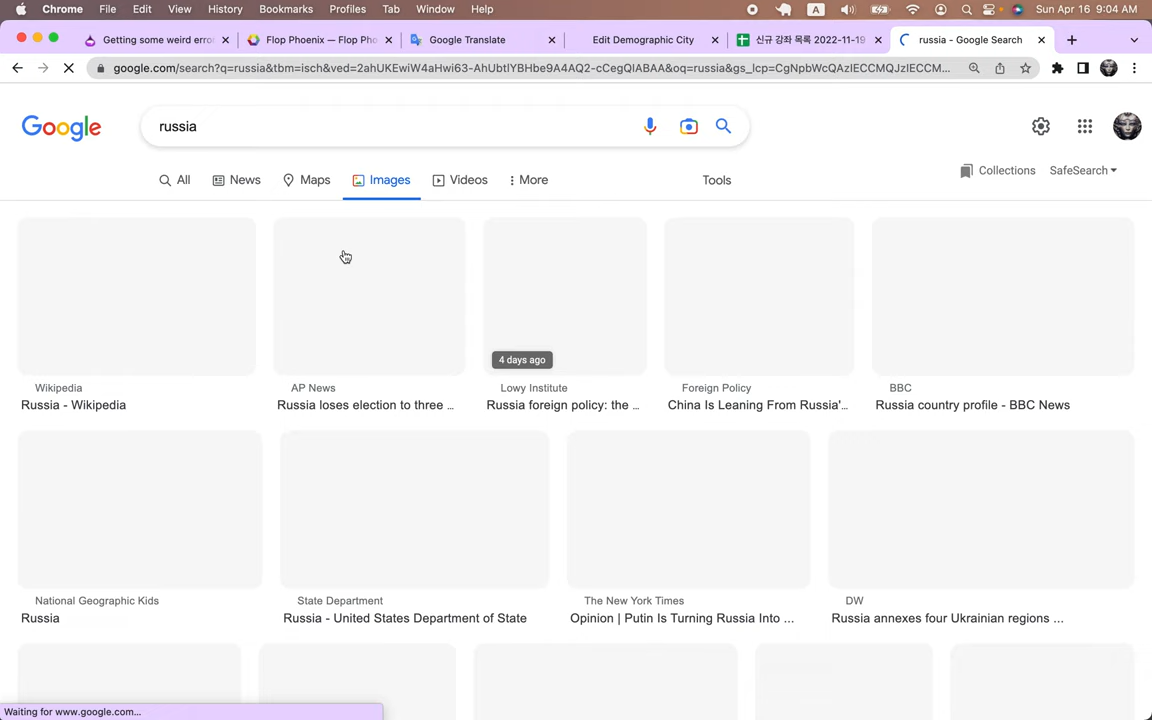 Chrome File Edit View History Bookmarks Profiles Tab Window Help A Sun Apr 16 9:04 AM
Getting some weird erro Flop Phoenix — Flop Pho Google Translate Edit Demographic City 신규 강좌 목록 2022-11-19 russia - Google Search
google.com/search?q=russia&tbm=isch&ved=2ahUKEwiW4aHwi63-AhUbtlYBHbe9A4AQ2-cCegQIABAA&oq=russia&gs_lcp=CgNpbWcQAzIECCMQJzIECCM...
Google russia
All News Maps Images Videos More Tools Collections SafeSearch
4 days ago
Wikipedia AP News Lowy Institute Foreign Policy BBC
Russia - Wikipedia Russia loses election to three ... Russia foreign policy: the ... China Is Leaning From Russia'... Russia country profile - BBC News
National Geographic Kids State Department The New York Times DW
Russia Russia - United States Department of State Opinion | Putin Is Turning Russia Into ... Russia annexes four Ukrainian regions ...
Waiting for www.google.com...